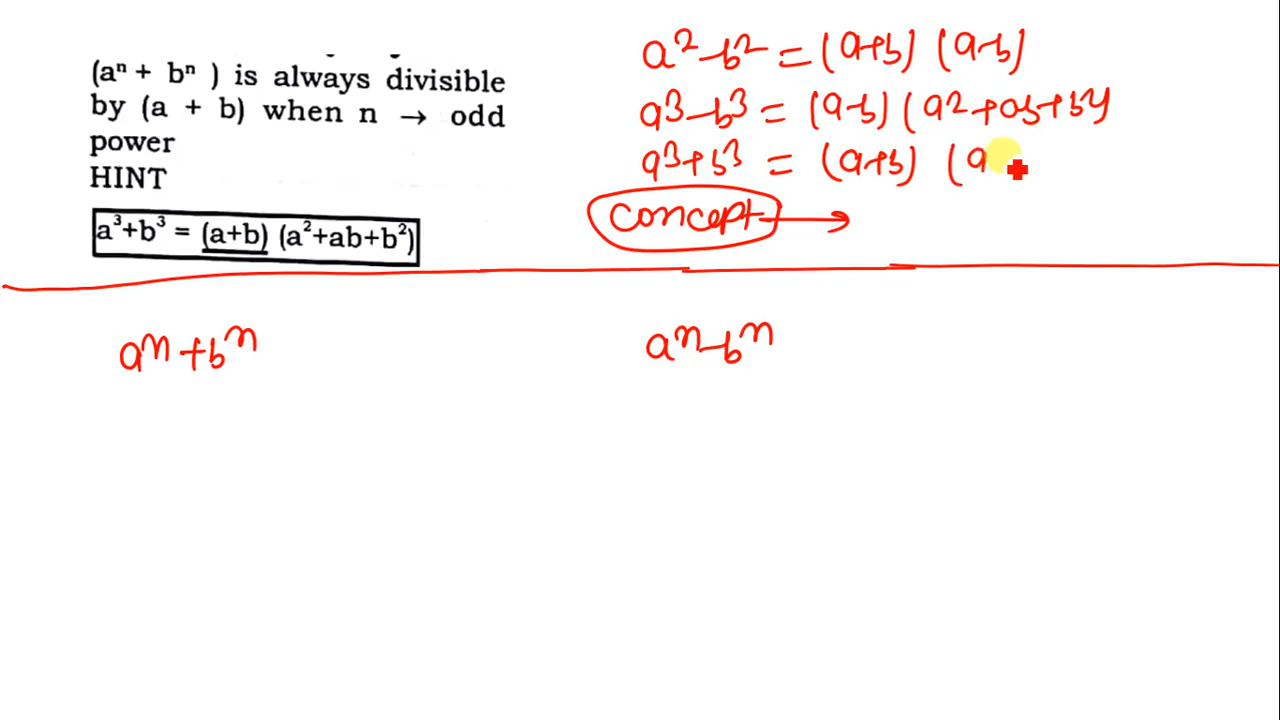 (aⁿ + bⁿ ) is always divisible
by (a + b) when n → odd
power
HINT
a³+b³ = (a+b) (a²+ab+b²)
a² - b² = (a+b) (a-b)
a³ - b³ = (a-b) (a²+ab+b²)
a³+b³ = (a+b) (a
concept →
aⁿ + bⁿ
aⁿ - bⁿ